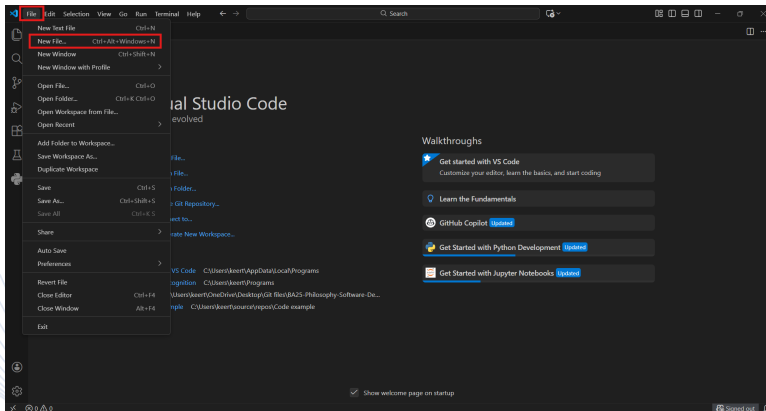 File Edit Selection View Go Run Terminal Help
Search
New Text File Ctrl+N
New File... Ctrl+Alt+Windows+N
New Window Ctrl+Shift+N
New Window with Profile
Open File... Ctrl+O
Open Folder... Ctrl+K Ctrl+O
Open Workspace from File...
Open Recent
Add Folder to Workspace...
Save Workspace As...
Duplicate Workspace
Save Ctrl+S
Save As... Ctrl+Shift+S
Save All Ctrl+K S
Share
Auto Save
Preferences
Revert File
Close Editor Ctrl+F4
Close Window Alt+F4
Exit
ual Studio Code
evolved
File...
File...
Folder...
Git Repository...
ect to...
rate New Workspace...
VS Code C:\Users\keert\AppData\Local\Programs
cognition C:\Users\keert\Programs
\Users\keert\OneDrive\Desktop\Git files\BA25-Philosophy-Software-De...
mple C:\Users\keert\source\repos\Code example
Walkthroughs
Get started with VS Code
Customize your editor, learn the basics, and start coding
Learn the Fundamentals
GitHub Copilot Updated
Get Started with Python Development Updated
Get Started with Jupyter Notebooks Updated
Show welcome page on startup
0 0
Signed out